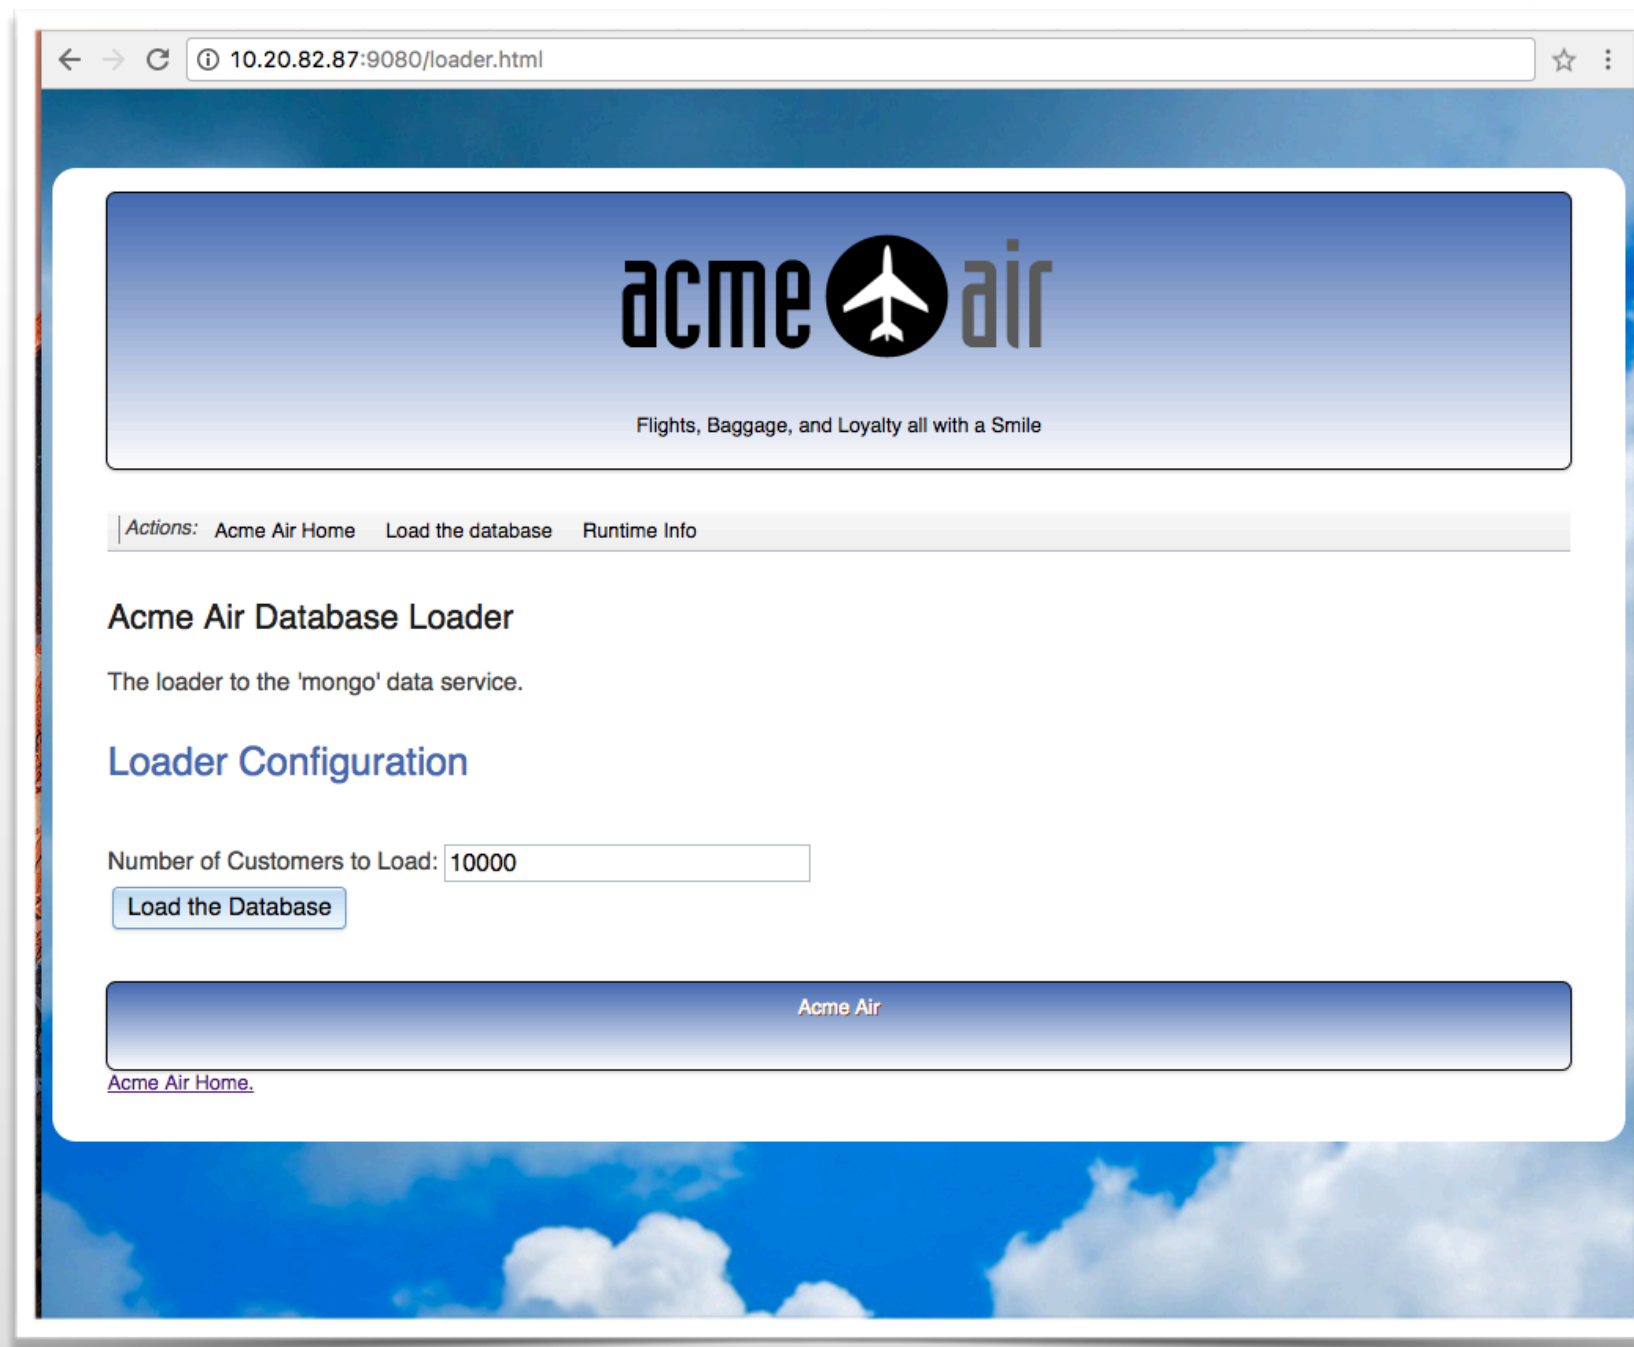 10.20.82.87:9080/loader.html
acme air
Flights, Baggage, and Loyalty all with a Smile
Actions: Acme Air Home Load the database Runtime Info
Acme Air Database Loader
The loader to the 'mongo' data service.
Loader Configuration
Number of Customers to Load: 10000
Load the Database
Acme Air
Acme Air Home.